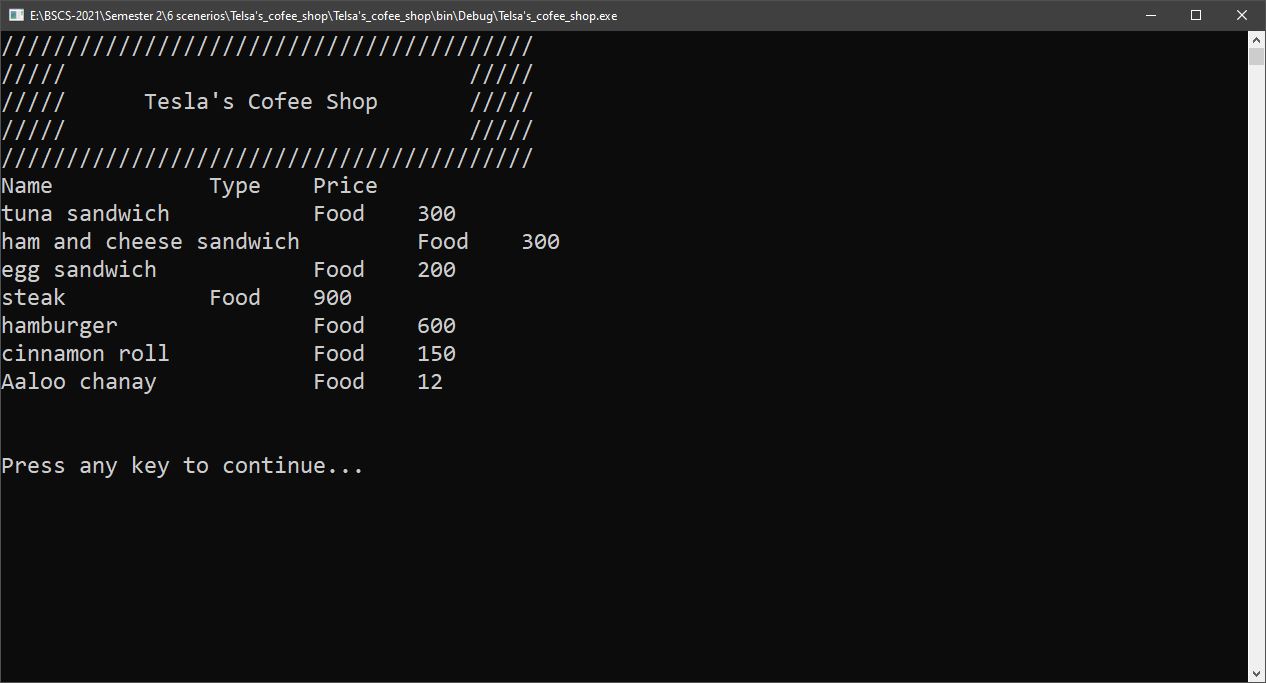 E:\BSCS-2021\Semester 2\6 scenerios\Telsa's_cofee_shop\Telsa's_cofee_shop\bin\Debug\Telsa's_cofee_shop.exe
/////////////////////////////////////////
/////                               /////
/////      Tesla's Cofee Shop       /////
/////                               /////
/////////////////////////////////////////
Name            Type    Price
tuna sandwich           Food    300
ham and cheese sandwich         Food    300
egg sandwich            Food    200
steak           Food    900
hamburger               Food    600
cinnamon roll           Food    150
Aaloo chanay            Food    12
Press any key to continue...